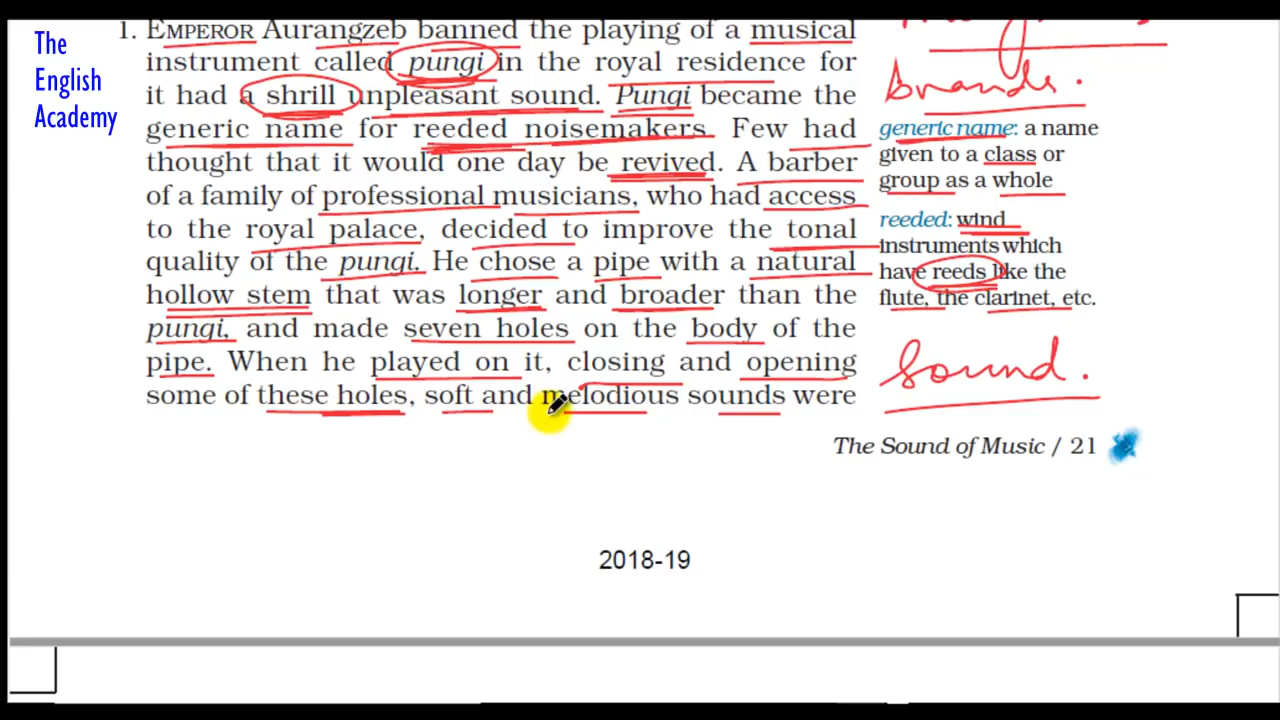 The
English
Academy
1. EMPEROR Aurangzeb banned the playing of a musical
instrument called pungi in the royal residence for
it had a shrill unpleasant sound. Pungi became the
generic name for reeded noisemakers. Few had
thought that it would one day be revived. A barber
of a family of professional musicians, who had access
to the royal palace, decided to improve the tonal
quality of the pungi. He chose a pipe with a natural
hollow stem that was longer and broader than the
pungi, and made seven holes on the body of the
pipe. When he played on it, closing and opening
some of these holes, soft and melodious sounds were
brands.
generic name: a name
given to a class or
group as a whole
reeded: wind
instruments which
have reeds like the
flute, the clarinet, etc.
Sound.
The Sound of Music / 21
2018-19